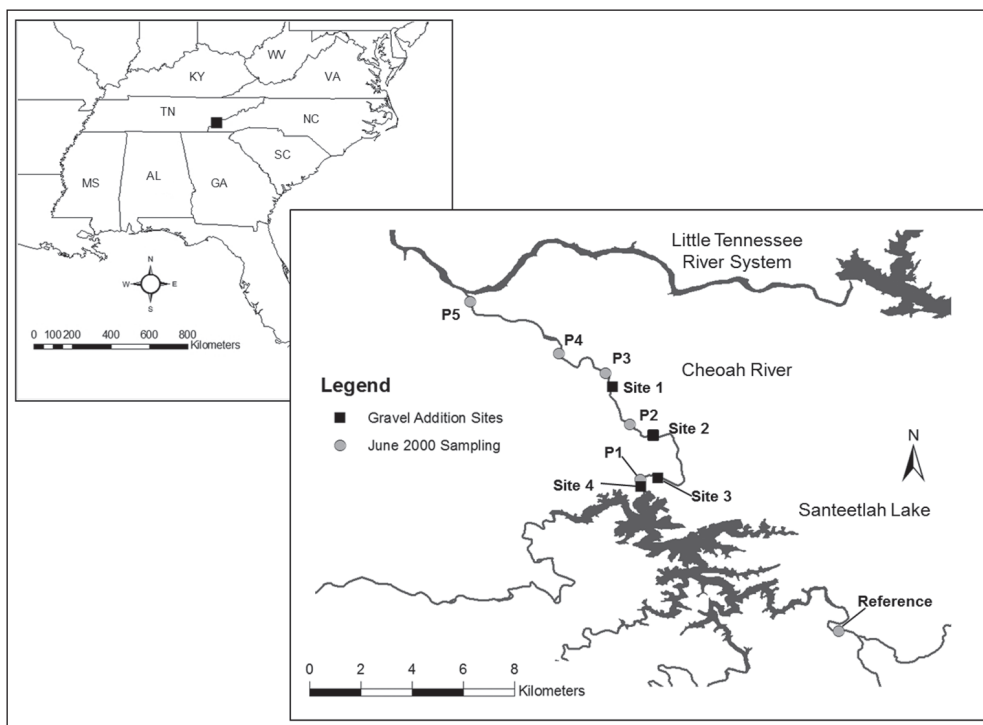 WV
KY
VA
TN
NC
SC
MS
AL
GA
N
W
E
S
0 100 200 400 600 800
Kilometers
Little Tennessee
River System
P5
P4
P3
Cheoah River
Site 1
Legend
Gravel Addition Sites
June 2000 Sampling
P2
Site 2
N
P1
Site 4
Site 3
Santeetlah Lake
Reference
0 2 4 6 8
Kilometers